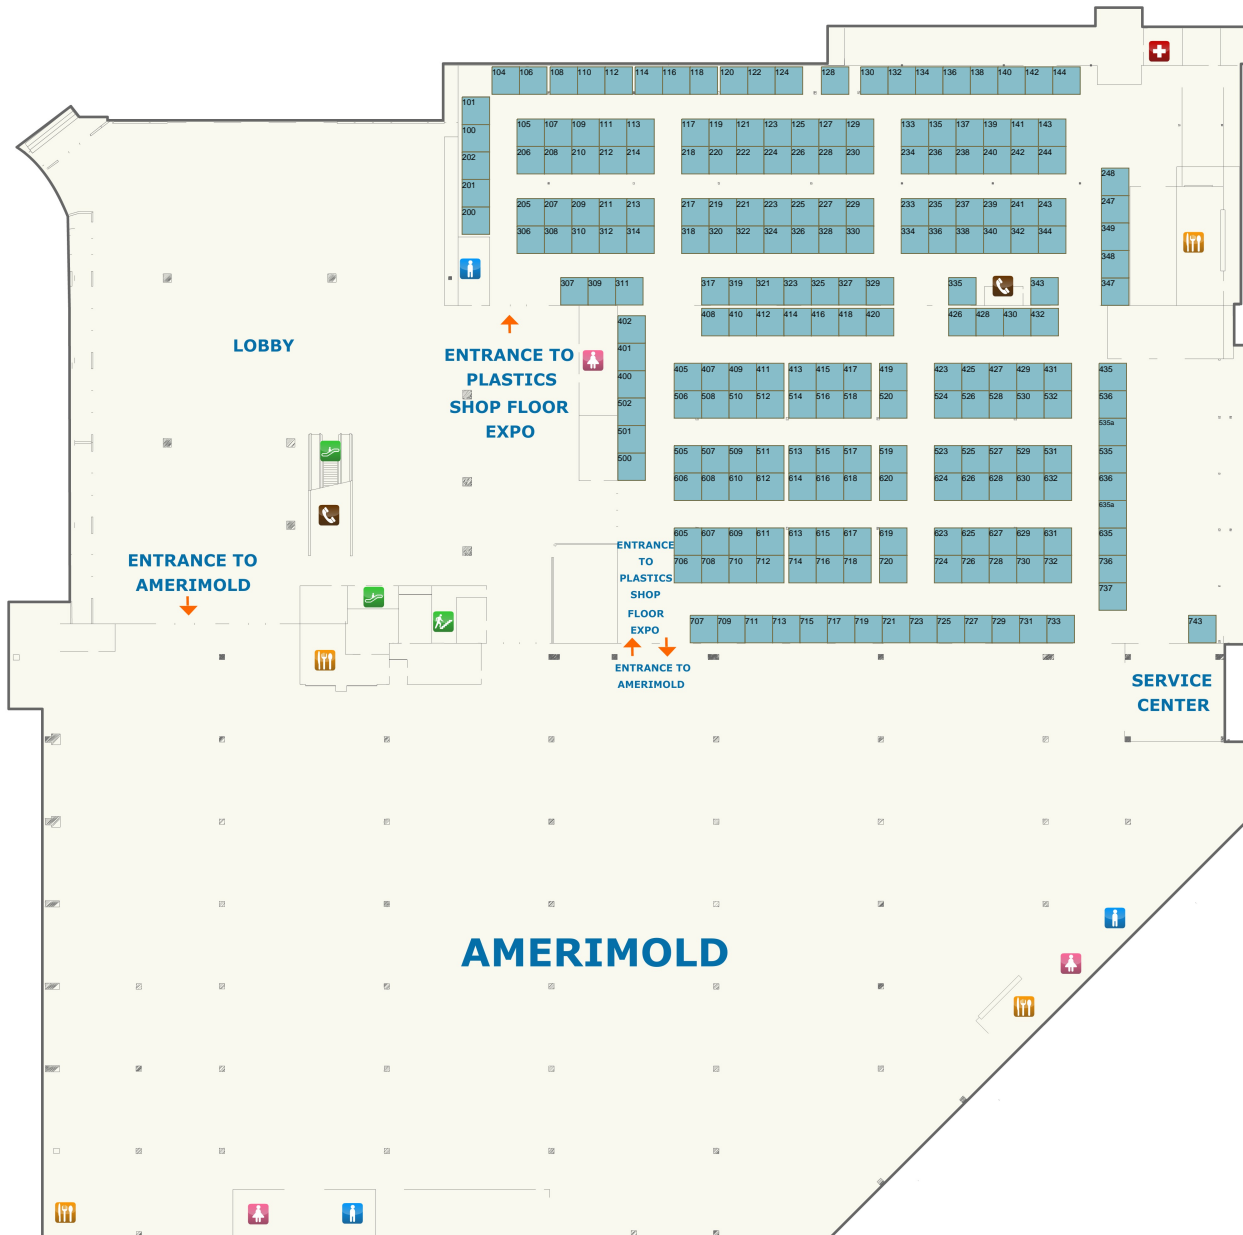 104 106 108 110 112 114 116 118 120 122 124 128 130 132 134 136 138 140 142 144
101
100
202
201
200
105 107 109 111 113 117 119 121 123 125 127 129 133 135 137 139 141 143
206 208 210 212 214 218 220 222 224 226 228 230 234 236 238 240 242 244
248
247
349
348
347
205 207 209 211 213 217 219 221 223 225 227 229 233 235 237 239 241 243
306 308 310 312 314 318 320 322 324 326 328 330 334 336 338 340 342 344
307 309 311 317 319 321 323 325 327 329 335 343
408 410 412 414 416 418 420 426 428 430 432
402
401
400
502
501
500
LOBBY
ENTRANCE TO
PLASTICS
SHOP FLOOR
EXPO
405 407 409 411 413 415 417 419 423 425 427 429 431
506 508 510 512 514 516 518 520 524 526 528 530 532
435
536
535a
535
636
635a
635
736
737
505 507 509 511 513 515 517 519 523 525 527 529 531
606 608 610 612 614 616 618 620 624 626 628 630 632
605 607 609 611 613 615 617 619 623 625 627 629 631
706 708 710 712 714 716 718 720 724 726 728 730 732
ENTRANCE TO
AMERIMOLD
ENTRANCE
TO
PLASTICS
SHOP
FLOOR
EXPO
707 709 711 713 715 717 719 721 723 725 727 729 731 733 743
ENTRANCE TO
AMERIMOLD
SERVICE
CENTER
AMERIMOLD